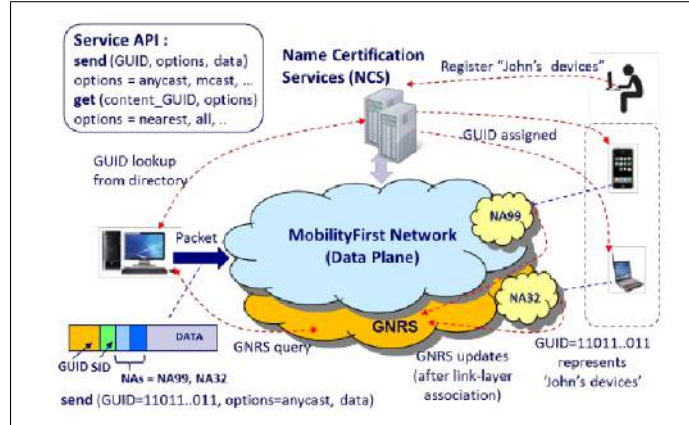 Service API :
send (GUID, options, data)
options = anycast, mcast, ...
get (content_GUID, options)
options = nearest, all, ..
Name Certification
Services (NCS)
Register "John's devices"
GUID assigned
GUID lookup
from directory
Packet
MobilityFirst Network
(Data Plane)
NA99
NA32
GNRS
DATA
GUID SID
NAs = NA99, NA32
GNRS query
GNRS updates
(after link-layer
association)
GUID=11011..011
represents
'John's devices'
send (GUID=11011..011, options=anycast, data)